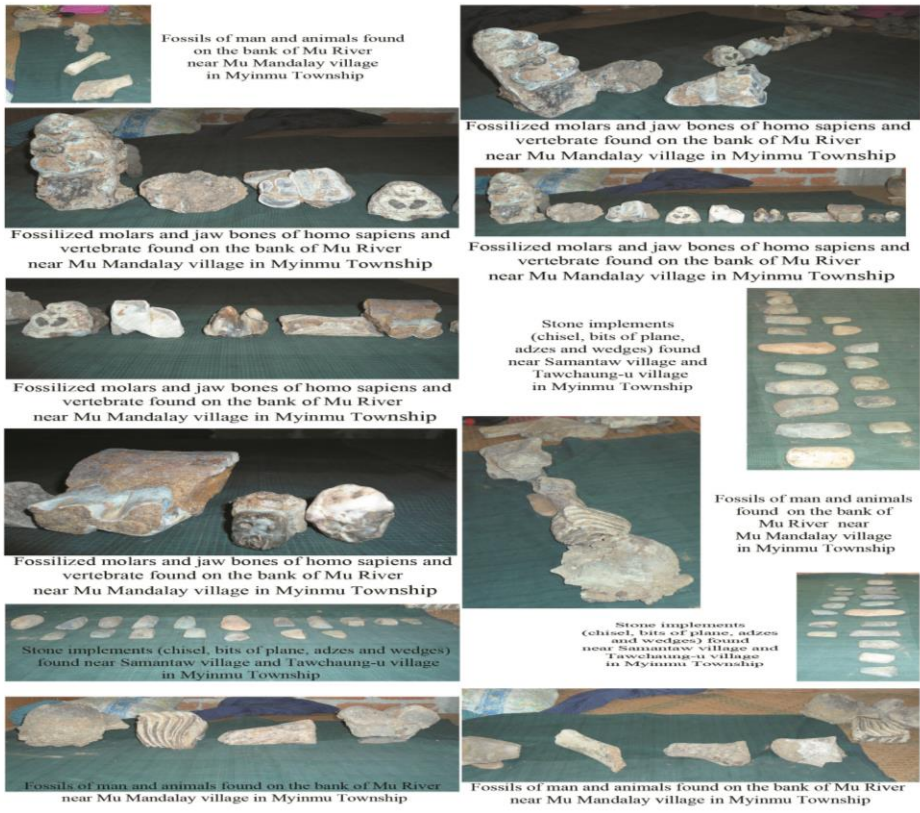 Fossils of man and animals found
on the bank of Mu River
near Mu Mandalay village
in Myinmu Township
Fossilized molars and jaw bones of homo sapiens and
vertebrate found on the bank of Mu River
near Mu Mandalay village in Myinmu Township
Fossilized molars and jaw bones of homo sapiens and
vertebrate found on the bank of Mu River
near Mu Mandalay village in Myinmu Township
Fossilized molars and jaw bones of homo sapiens and
vertebrate found on the bank of Mu River
near Mu Mandalay village in Myinmu Township
Stone implements (chisel, bits of plane, adzes and wedges)
found near Samantaw village and Tawchaung-u village
in Myinmu Township
Fossils of man and animals found on the bank of Mu River
near Mu Mandalay village in Myinmu Township
Fossilized molars and jaw bones of homo sapiens and
vertebrate found on the bank of Mu River
near Mu Mandalay village in Myinmu Township
Fossilized molars and jaw bones of homo sapiens and
vertebrate found on the bank of Mu River
near Mu Mandalay village in Myinmu Township
Stone implements
(chisel, bits of plane,
adzes and wedges) found
near Samantaw village and
Tawchaung-u village
in Myinmu Township
Fossils of man and animals
found on the bank of
Mu River near
Mu Mandalay village
in Myinmu Township
Stone implements
(chisel, bits of plane, adzes
and wedges) found
near Samantaw village and
Tawchaung-u village
in Myinmu Township
Fossils of man and animals found on the bank of Mu River
near Mu Mandalay village in Myinmu Township